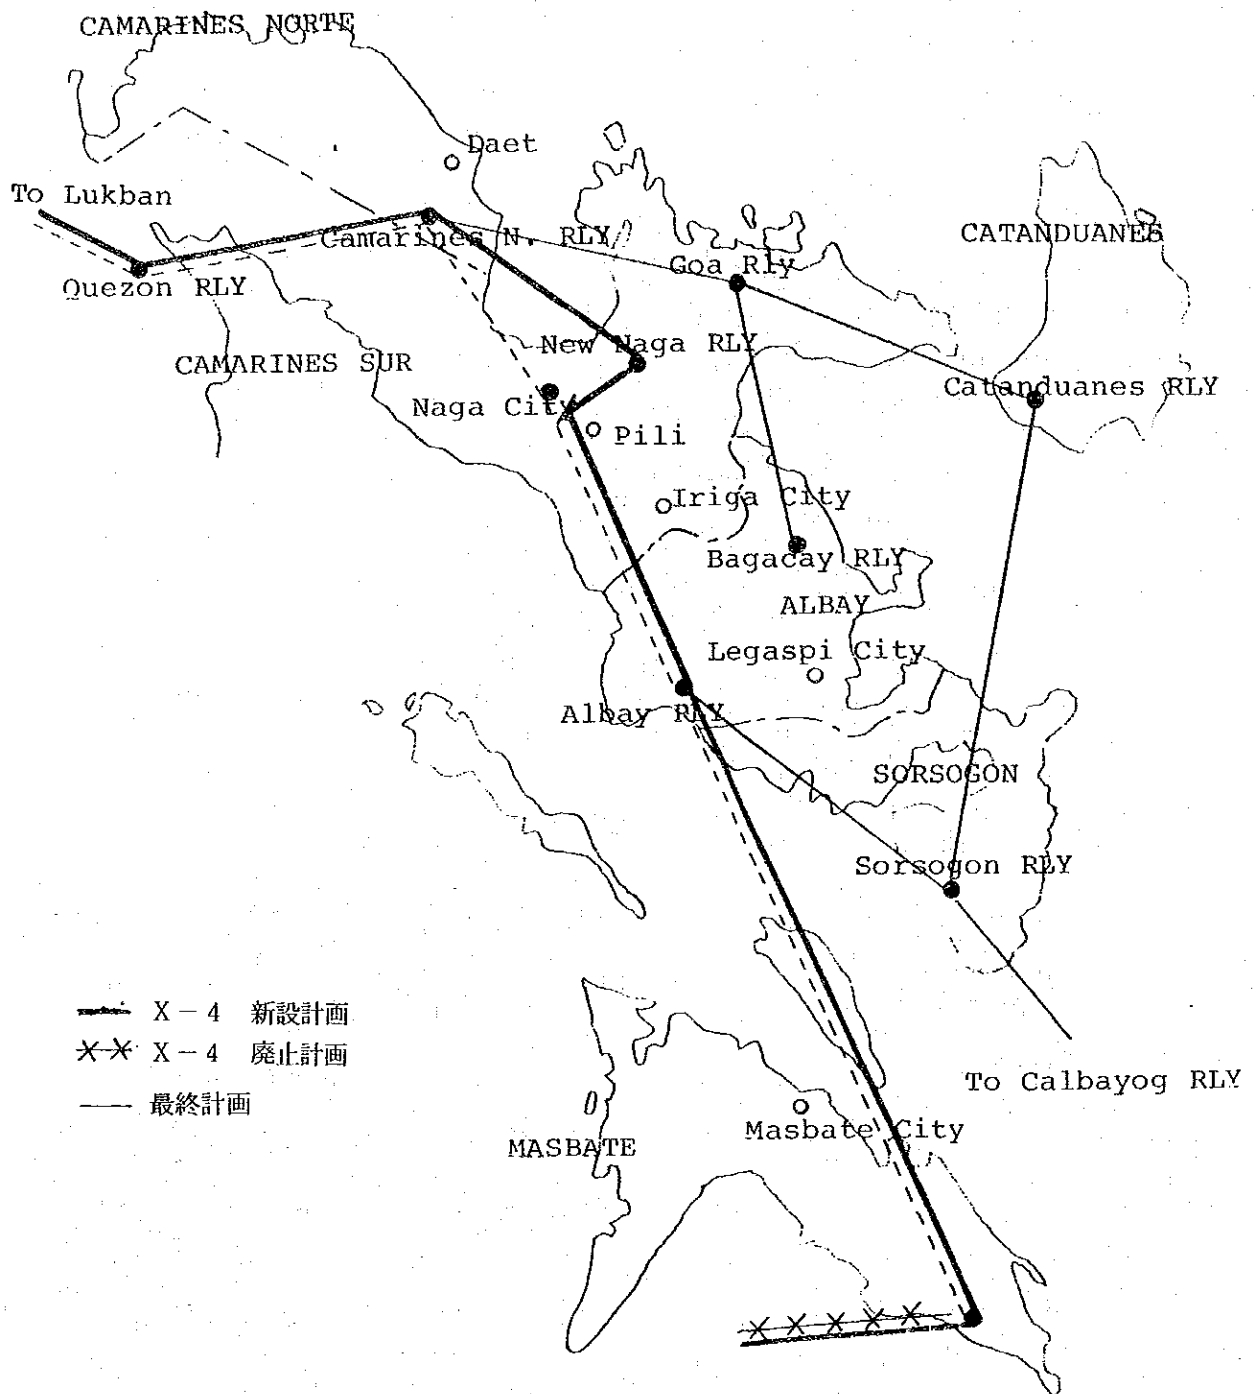 CAMARINES NORTE
Daet
To Lukban
Camarines N. RLY
CATANDUANES
Goa Rly
Quezon RLY
New Naga RLY
CAMARINES SUR
Catanduanes RLY
Naga City
Pili
Iriga City
Bagacay RLY
ALBAY
Legaspi City
Albay RLY
SORSOGON
Sorsogon RLY
X-4 新設計画
X-4 廃止計画
最終計画
To Calbayog RLY
Masbate City
MASBATE